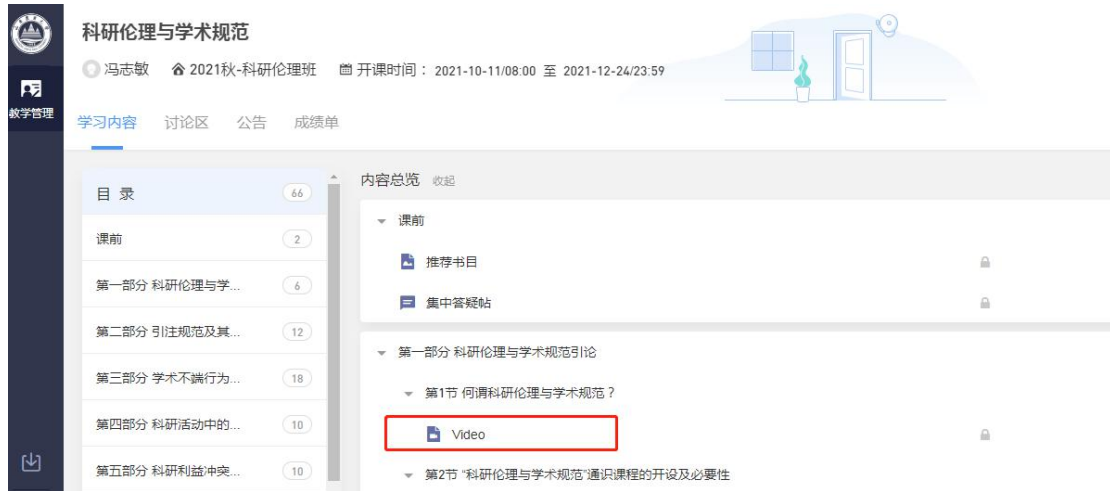 科研伦理与学术规范
冯志敏 2021秋-科研伦理班 开课时间： 2021-10-11/08:00 至 2021-12-24/23:59
教学管理
学习内容 讨论区 公告 成绩单
目 录 66
课前 2
第一部分 科研伦理与学... 6
第二部分 引注规范及其... 12
第三部分 学术不端行为... 18
第四部分 科研活动中的... 10
第五部分 科研利益冲突... 10
内容总览 收起
课前
推荐书目
集中答疑帖
第一部分 科研伦理与学术规范引论
第1节 何谓科研伦理与学术规范？
Video
第2节 “科研伦理与学术规范”通识课程的开设及必要性